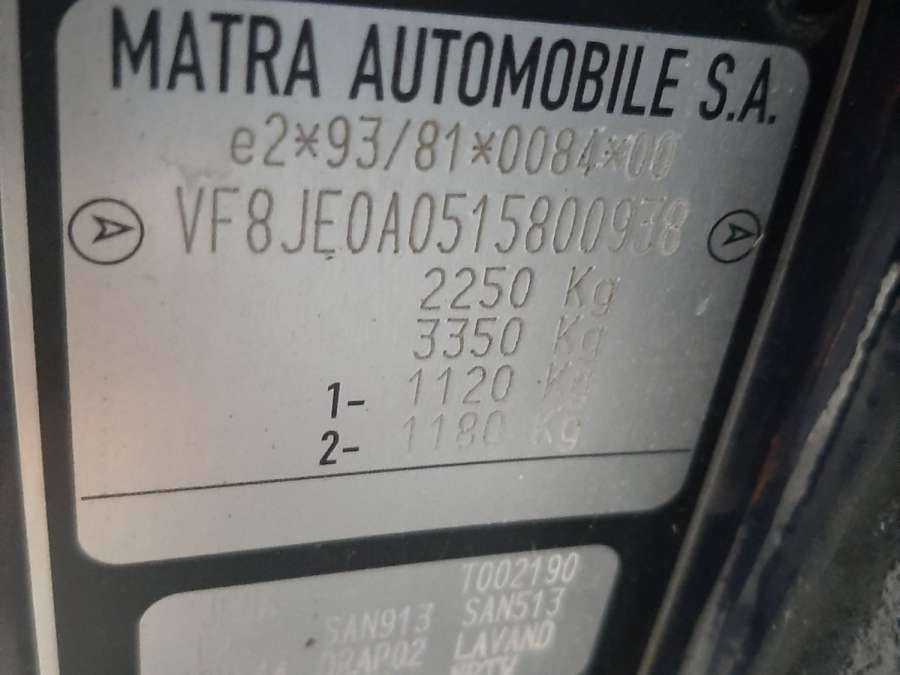 MATRA AUTOMOBILE S.A.
e2*93/81*0084*00
VF8JE0A0515800938
2250 Kg
3350 Kg
1- 1120 Kg
2- 1180 Kg
T002190
SAN913 SAN513
DRAP02 LAVAND